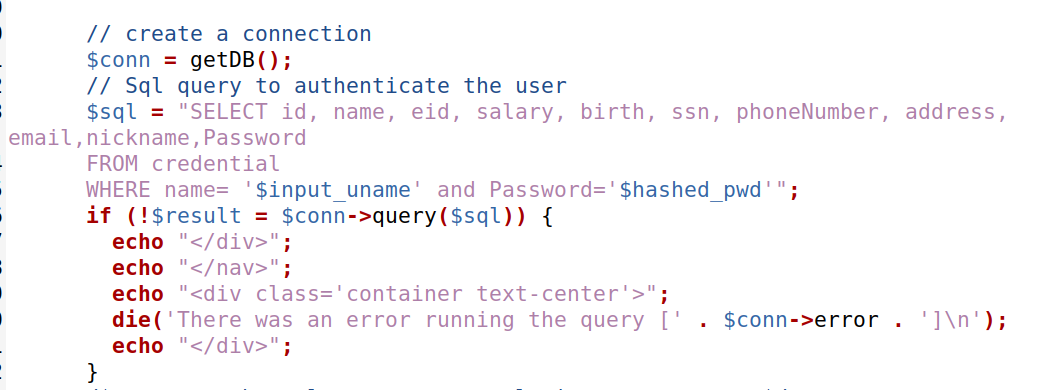 // create a connection
$conn = getDB();
// Sql query to authenticate the user
$sql = "SELECT id, name, eid, salary, birth, ssn, phoneNumber, address,
email,nickname,Password
FROM credential
WHERE name= '$input_uname' and Password='$hashed_pwd'";
if (!$result = $conn->query($sql)) {
echo "</div>";
echo "</nav>";
echo "<div class='container text-center'>";
die('There was an error running the query [' . $conn->error . ']\n');
echo "</div>";
}